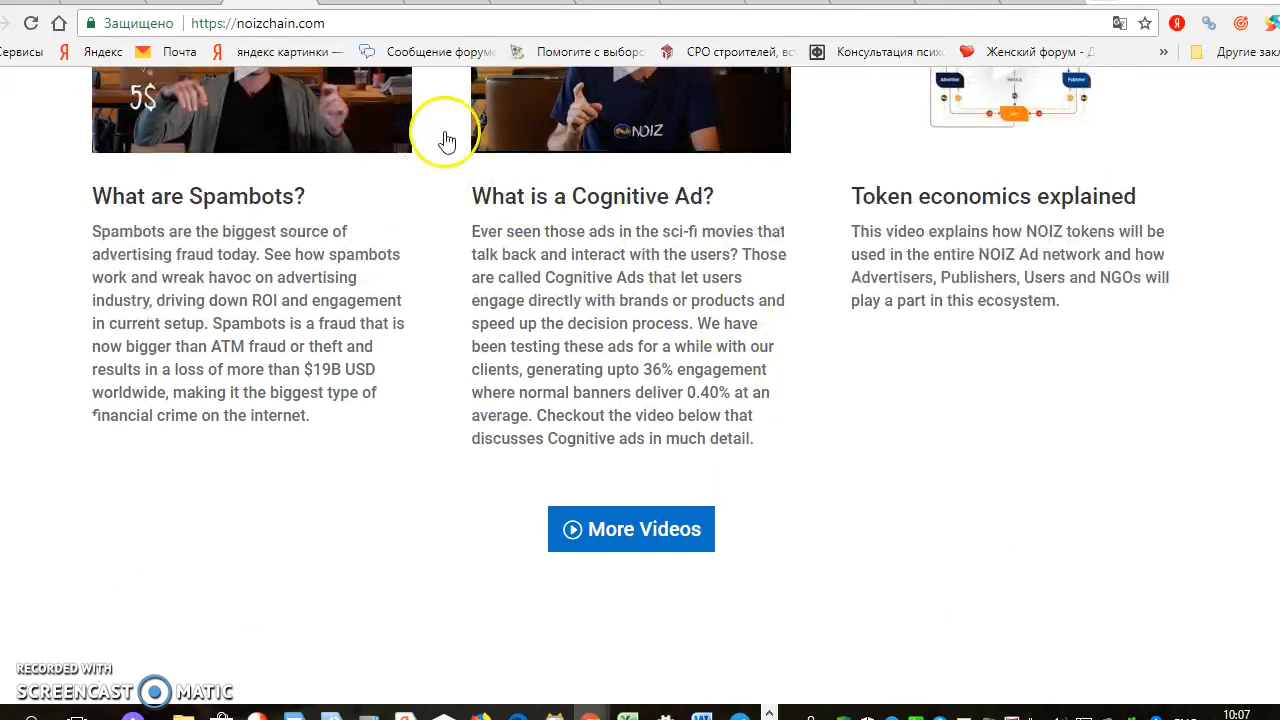 Защищено https://noizchain.com
Сервисы Яндекс Почта яндекс картинки — Сообщение форума Помогите с выбор СРО строителей, вс Консультация псих Женский форум - Д » Другие зак
5$
NOIZ
Advertiser Publisher
What are Spambots?
Spambots are the biggest source of
advertising fraud today. See how spambots
work and wreak havoc on advertising
industry, driving down ROI and engagement
in current setup. Spambots is a fraud that is
now bigger than ATM fraud or theft and
results in a loss of more than $19B USD
worldwide, making it the biggest type of
financial crime on the internet.
What is a Cognitive Ad?
Ever seen those ads in the sci-fi movies that
talk back and interact with the users? Those
are called Cognitive Ads that let users
engage directly with brands or products and
speed up the decision process. We have
been testing these ads for a while with our
clients, generating upto 36% engagement
where normal banners deliver 0.40% at an
average. Checkout the video below that
discusses Cognitive ads in much detail.
Token economics explained
This video explains how NOIZ tokens will be
used in the entire NOIZ Ad network and how
Advertisers, Publishers, Users and NGOs will
play a part in this ecosystem.
More Videos
RECORDED WITH
SCREENCAST MATIC
10:07